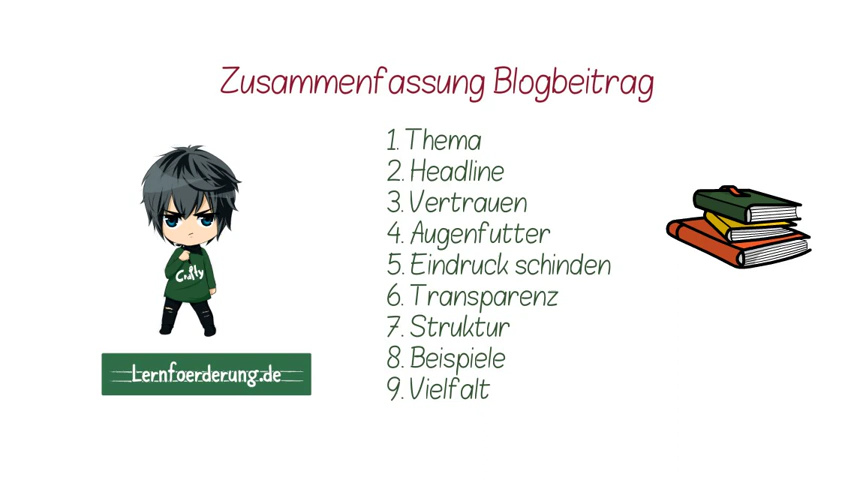 Zusammenfassung Blogbeitrag
1. Thema
2. Headline
3. Vertrauen
4. Augenfutter
5. Eindruck schinden
6. Transparenz
7. Struktur
8. Beispiele
9. Vielfalt
Crafty
Lernfoerderung.de